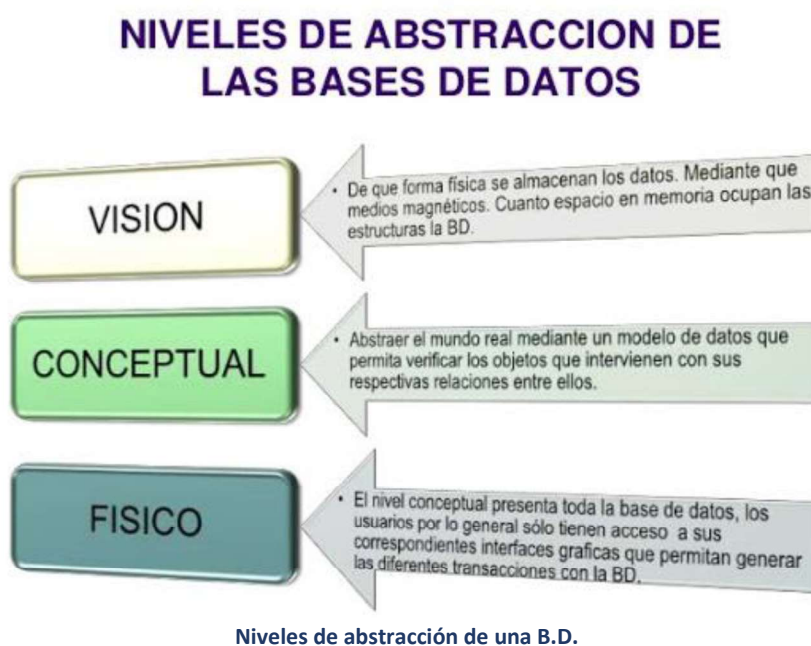 NIVELES DE ABSTRACCION DE
LAS BASES DE DATOS
VISION
• De que forma física se almacenan los datos. Mediante que
medios magnéticos. Cuanto espacio en memoria ocupan las
estructuras la BD.
CONCEPTUAL
• Abstraer el mundo real mediante un modelo de datos que
permita verificar los objetos que intervienen con sus
respectivas relaciones entre ellos.
FISICO
• El nivel conceptual presenta toda la base de datos, los
usuarios por lo general sólo tienen acceso a sus
correspondientes interfaces graficas que permitan generar
las diferentes transacciones con la BD.
Niveles de abstracción de una B.D.